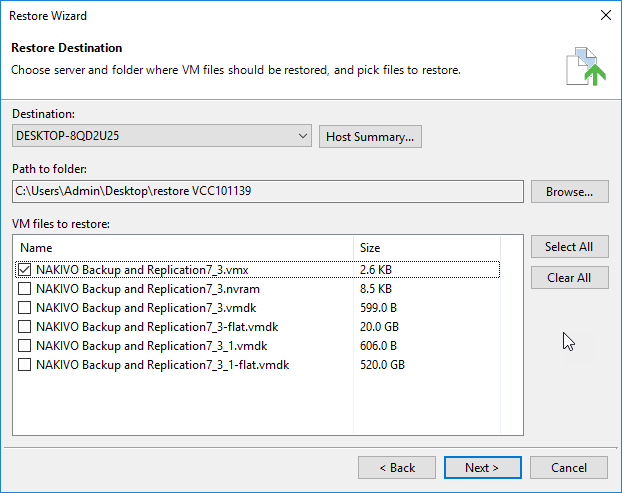 Restore Wizard
Restore Destination
Choose server and folder where VM files should be restored, and pick files to restore.
Destination:
DESKTOP-8QD2U25
Host Summary...
Path to folder:
C:\Users\Admin\Desktop\restore VCC101139
Browse...
VM files to restore:
Name Size
NAKIVO Backup and Replication7_3.vmx 2.6 KB
NAKIVO Backup and Replication7_3.nvram 8.5 KB
NAKIVO Backup and Replication7_3.vmdk 599.0 B
NAKIVO Backup and Replication7_3-flat.vmdk 20.0 GB
NAKIVO Backup and Replication7_3_1.vmdk 606.0 B
NAKIVO Backup and Replication7_3_1-flat.vmdk 520.0 GB
Select All
Clear All
< Back
Next >
Cancel